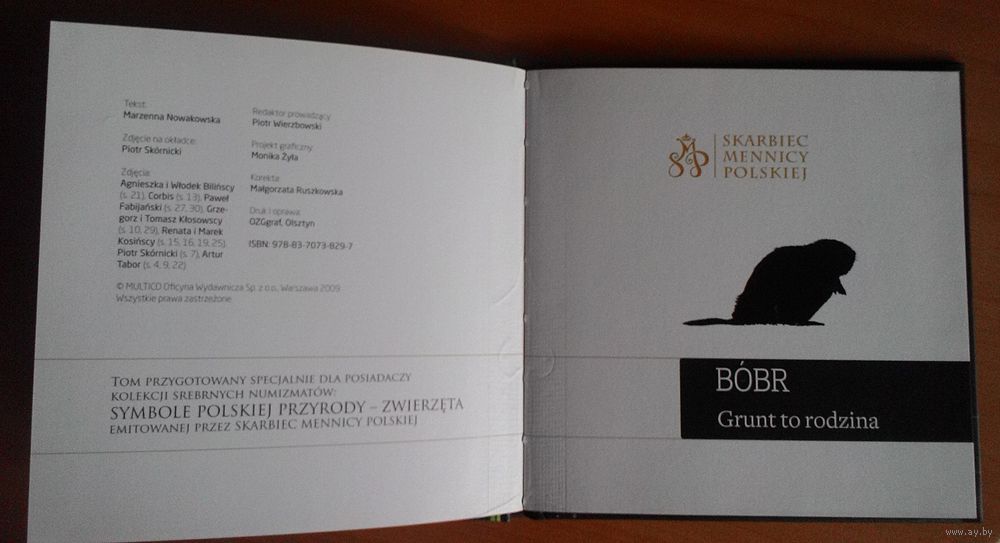 Tekst:
Marzenna Nowakowska
Zdjęcie na okładce:
Piotr Skórnicki
Zdjęcia:
Agnieszka i Włodek Bilińscy
(s. 21), Corbis (s. 13), Paweł
Fabijański (s. 27, 30), Grze-
gorz i Tomasz Kłosowscy
(s. 10, 29), Renata i Marek
Kosińscy (s. 15, 16, 19, 25),
Piotr Skórnicki (s. 7), Artur
Tabor (s. 4, 9, 22)
Redaktor prowadzący
Piotr Wierzbowski
Projekt graficzny
Monika Żyła
Korekta:
Małgorzata Ruszkowska
Druk i oprawa:
OZGraf, Olsztyn
ISBN: 978-83-7073-829-7
© MULTICO Oficyna Wydawnicza Sp. z o.o., Warszawa 2009
Wszystkie prawa zastrzeżone.
TOM PRZYGOTOWANY SPECJALNIE DLA POSIADACZY
KOLEKCJI SREBRNYCH NUMIZMATÓW:
SYMBOLE POLSKIEJ PRZYRODY – ZWIERZĘTA
EMITOWANEJ PRZEZ SKARBIEC MENNICY POLSKIEJ
SKARBIEC
MENNICY
POLSKIEJ
BÓBR
Grunt to rodzina
www.ay.by